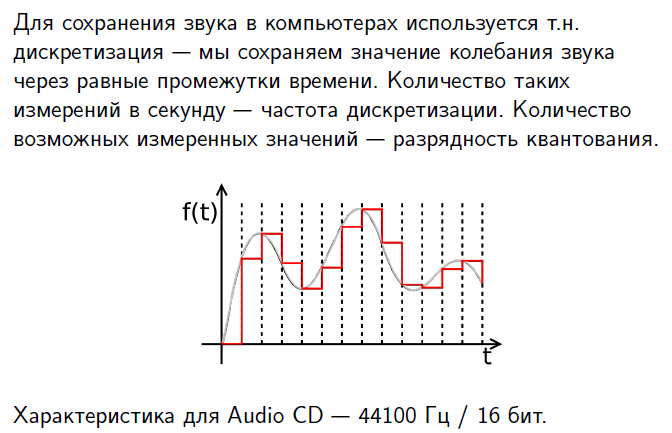 Для сохранения звука в компьютерах используется т.н.
дискретизация — мы сохраняем значение колебания звука
через равные промежутки времени. Количество таких
измерений в секунду — частота дискретизации. Количество
возможных измеренных значений — разрядность квантования.
f(t)
t
Характеристика для Audio CD — 44100 Гц / 16 бит.